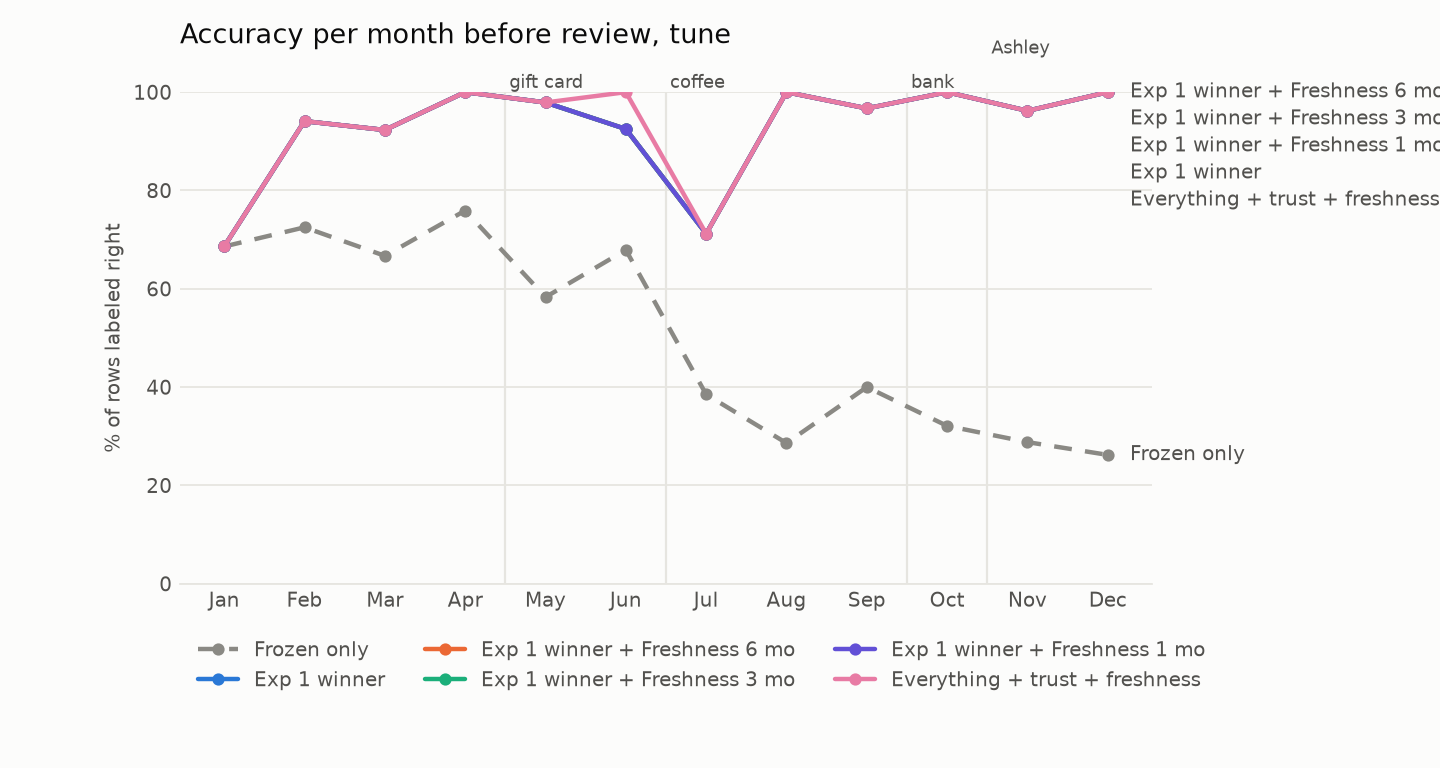 Accuracy per month before review, tune
Ashley
gift card
coffee
bank
100
80
60
40
20
0
% of rows labeled right
Exp 1 winner + Freshness 6 mo
Exp 1 winner + Freshness 3 mo
Exp 1 winner + Freshness 1 mo
Exp 1 winner
Everything + trust + freshness
Frozen only
Jan Feb Mar Apr May Jun Jul Aug Sep Oct Nov Dec
Frozen only Exp 1 winner + Freshness 6 mo Exp 1 winner + Freshness 1 mo
Exp 1 winner Exp 1 winner + Freshness 3 mo Everything + trust + freshness